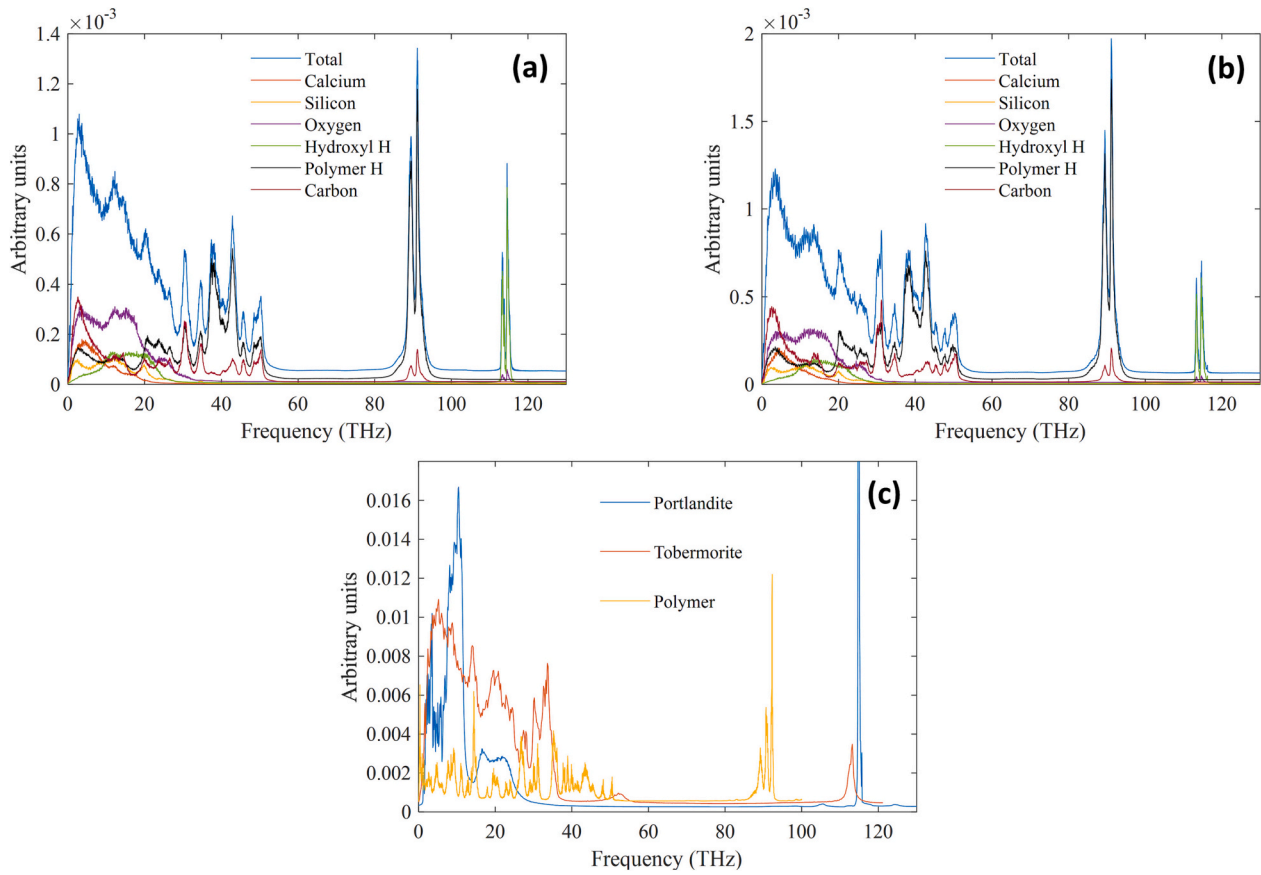 ×10⁻³
1.4
1.2
1.0
0.8
0.6
0.4
0.2
0
Arbitrary units
Total
Calcium
Silicon
Oxygen
Hydroxyl H
Polymer H
Carbon
(a)
0 20 40 60 80 100 120
Frequency (THz)
×10⁻³
2
1.5
1
0.5
0
Arbitrary units
Total
Calcium
Silicon
Oxygen
Hydroxyl H
Polymer H
Carbon
(b)
0 20 40 60 80 100 120
Frequency (THz)
0.016
0.014
0.012
0.01
0.008
0.006
0.004
0.002
0
Arbitrary units
Portlandite
Tobermorite
Polymer
(c)
0 20 40 60 80 100 120
Frequency (THz)